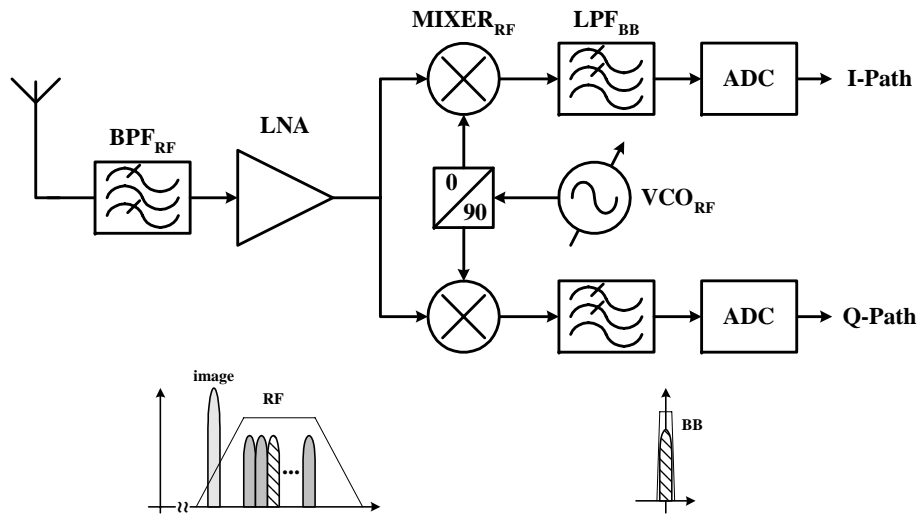 MIXER_RF
LPF_BB
ADC
I-Path
BPF_RF
LNA
0
90
VCO_RF
ADC
Q-Path
image
RF
...
BB